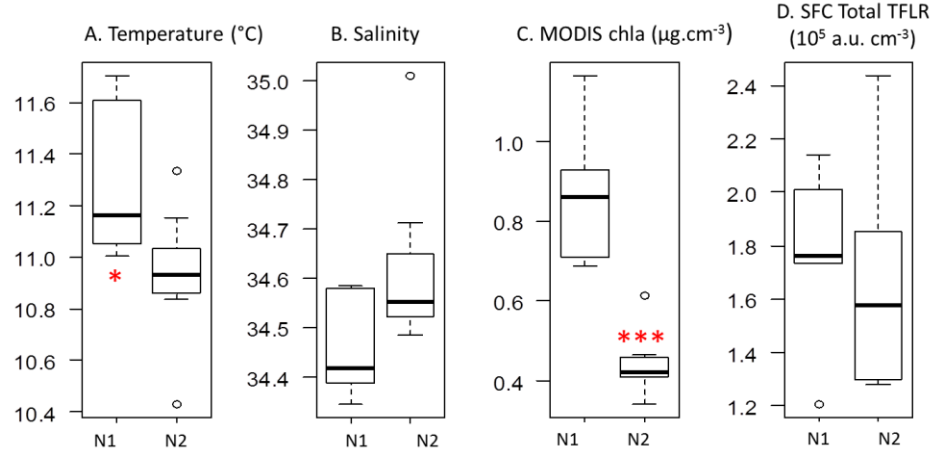 A. Temperature (°C)
B. Salinity
C. MODIS chla (µg.cm⁻³)
D. SFC Total TFLR
(10⁵ a.u. cm⁻³)
11.6
11.4
11.2
11.0
10.8
10.6
10.4
*
N1
N2
35.0
34.9
34.8
34.7
34.6
34.5
34.4
N1
N2
1.0
0.8
0.6
0.4
***
N1
N2
2.4
2.2
2.0
1.8
1.6
1.4
1.2
N1
N2